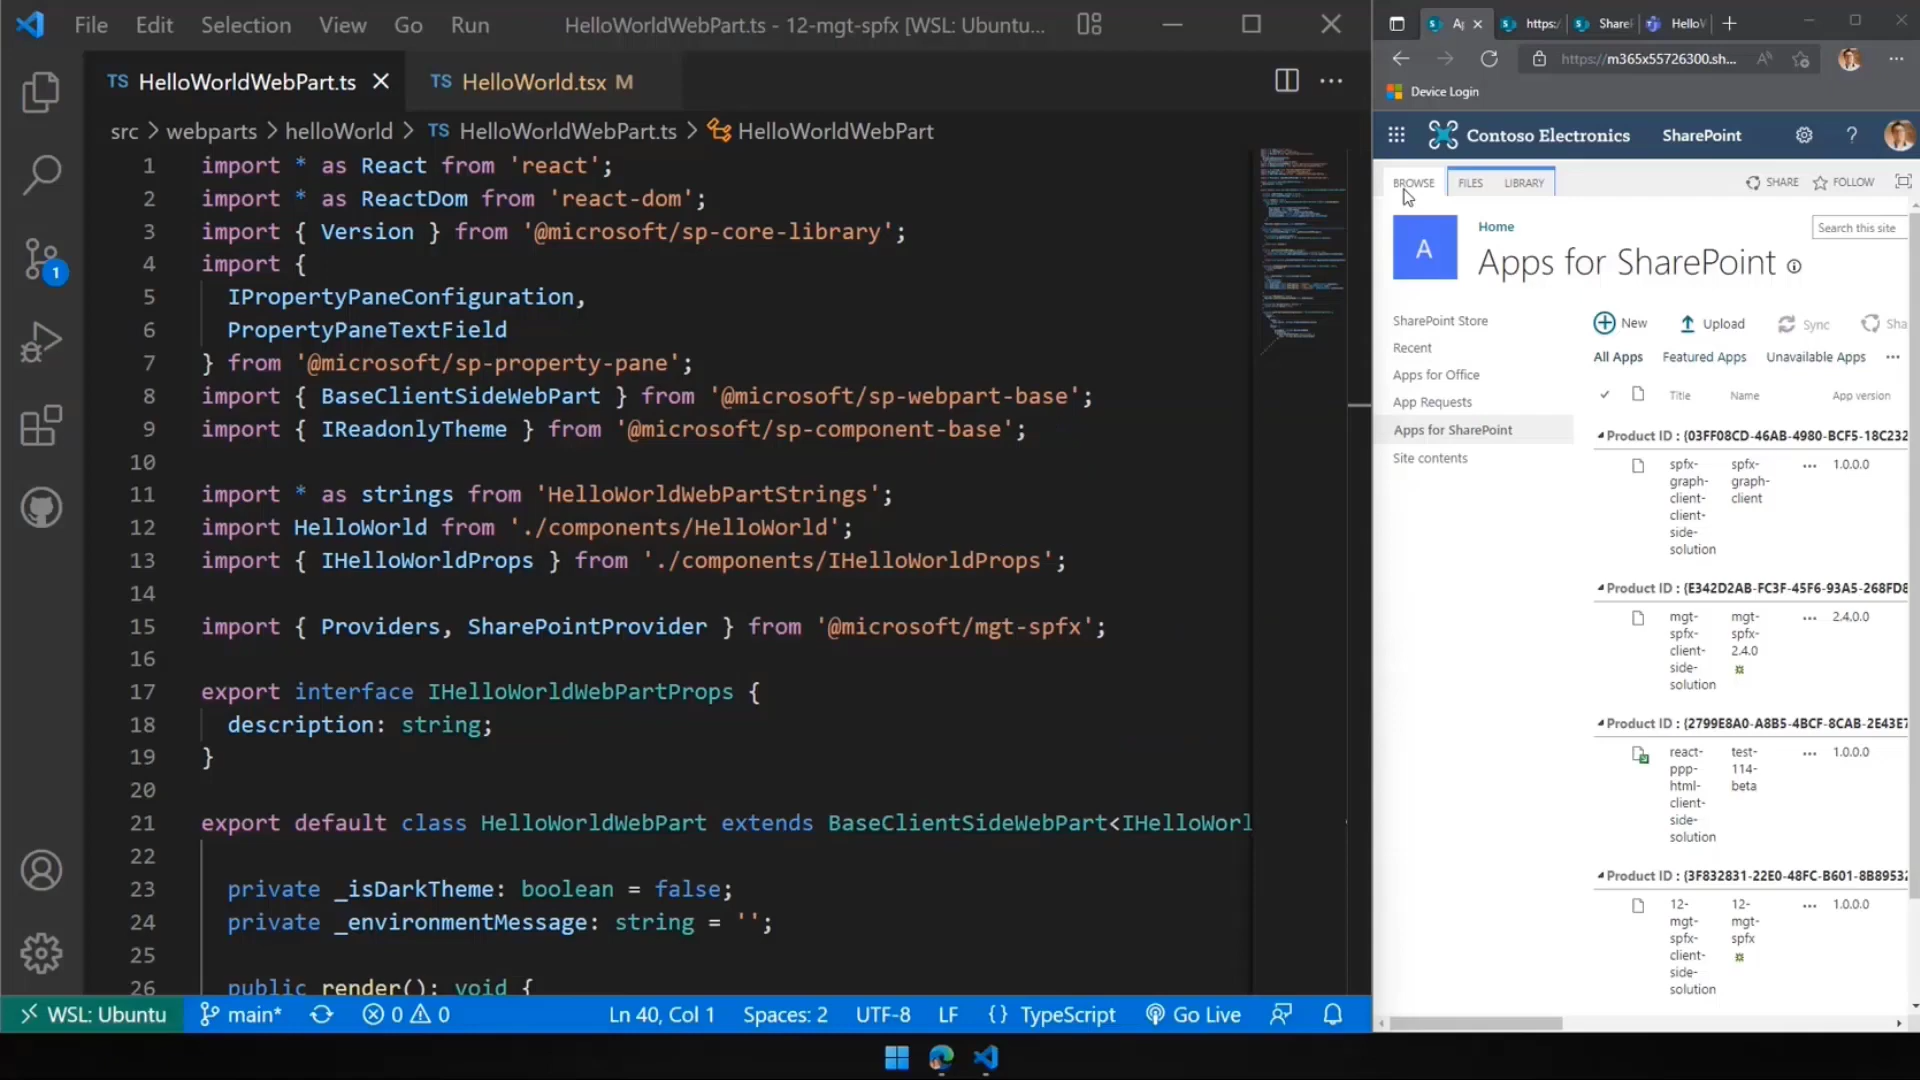 File Edit Selection View Go Run HelloWorldWebPart.ts - 12-mgt-spfx [WSL: Ubuntu...
TS HelloWorldWebPart.ts TS HelloWorld.tsx M
src > webparts > helloWorld > TS HelloWorldWebPart.ts > HelloWorldWebPart
1 import * as React from 'react';
2 import * as ReactDom from 'react-dom';
3 import { Version } from '@microsoft/sp-core-library';
4 import {
5 IPropertyPaneConfiguration,
6 PropertyPaneTextField
7 } from '@microsoft/sp-property-pane';
8 import { BaseClientSideWebPart } from '@microsoft/sp-webpart-base';
9 import { IReadonlyTheme } from '@microsoft/sp-component-base';
10
11 import * as strings from 'HelloWorldWebPartStrings';
12 import HelloWorld from './components/HelloWorld';
13 import { IHelloWorldProps } from './components/IHelloWorldProps';
14
15 import { Providers, SharePointProvider } from '@microsoft/mgt-spfx';
16
17 export interface IHelloWorldWebPartProps {
18 description: string;
19 }
20
21 export default class HelloWorldWebPart extends BaseClientSideWebPart<IHelloWorl
22
23 private _isDarkTheme: boolean = false;
24 private _environmentMessage: string = '';
25
26 public render(): void {
1
WSL: Ubuntu main* 0 0 Ln 40, Col 1 Spaces: 2 UTF-8 LF {} TypeScript Go Live
Ap https: ShareP HelloW
https://m365x55726300.sh...
Device Login
Contoso Electronics SharePoint ?
BROWSE FILES LIBRARY SHARE FOLLOW
A
Home
Search this site
Apps for SharePoint
SharePoint Store
Recent
Apps for Office
App Requests
Apps for SharePoint
Site contents
New Upload Sync Sha
All Apps Featured Apps Unavailable Apps ...
Title Name App version
Product ID : (03FF08CD-46AB-4980-BCF5-18C232
spfx- spfx- ... 1.0.0.0
graph- graph-
client- client
client-
side-
solution
Product ID : (E342D2AB-FC3F-45F6-93A5-268FD8
mgt- mgt- ... 2.4.0.0
spfx- spfx-
client- 2.4.0
side-
solution
Product ID : (2799E8A0-A8B5-4BCF-8CAB-2E43E7
react- test- ... 1.0.0.0
ppp- 114-
html- beta
client-
side-
solution
Product ID : (3F832831-22E0-48FC-B601-8B8953
12- 12- ... 1.0.0.0
mgt- mgt-
spfx- spfx
client-
side-
solution